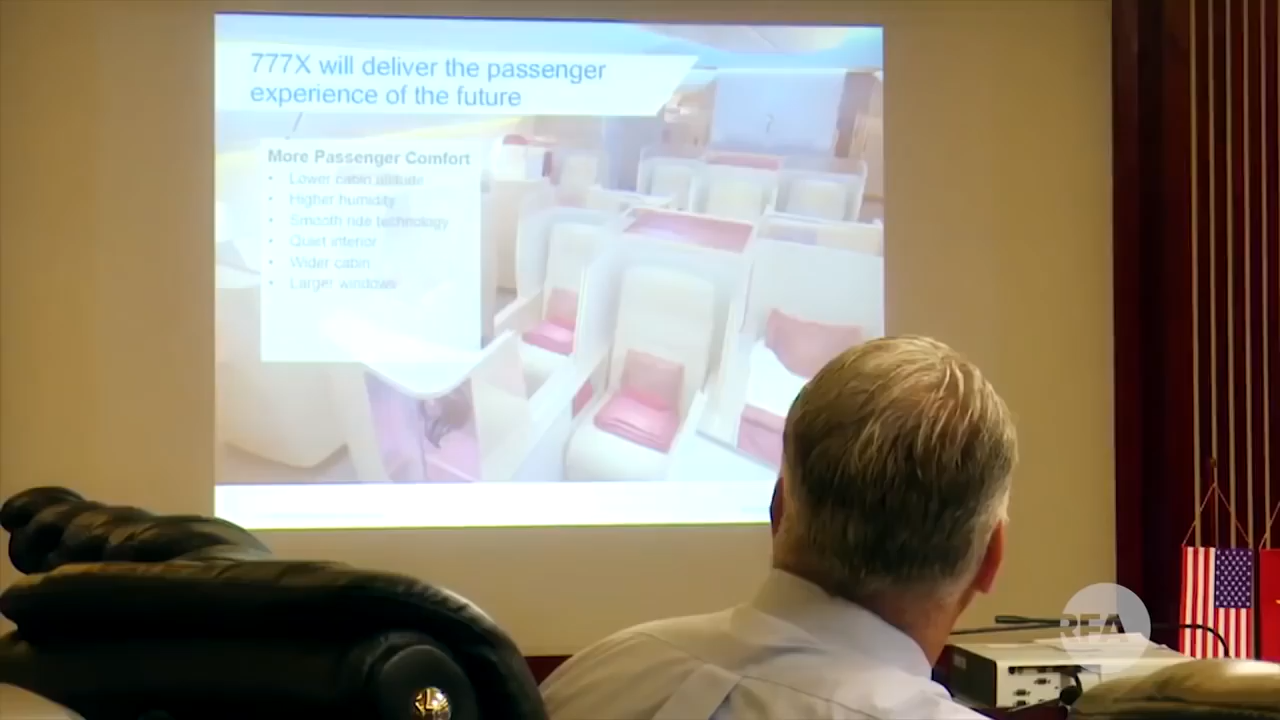 777X will deliver the passenger
experience of the future
More Passenger Comfort
• Lower cabin altitude
• Higher humidity
• Smooth ride technology
• Quiet interior
• Wider cabin
• Larger windows
RFA